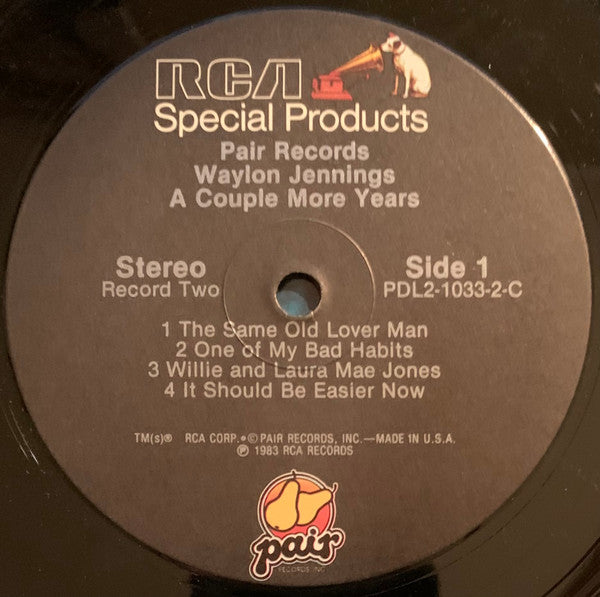 RCA
Special Products
Pair Records
Waylon Jennings
A Couple More Years
Stereo Side 1
Record Two PDL2-1033-2-C
1 The Same Old Lover Man
2 One of My Bad Habits
3 Willie and Laura Mae Jones
4 It Should Be Easier Now
TM(s)® RCA CORP.•© PAIR RECORDS, INC.—MADE IN U.S.A.
℗ 1983 RCA RECORDS
pair
RECORDS INC.